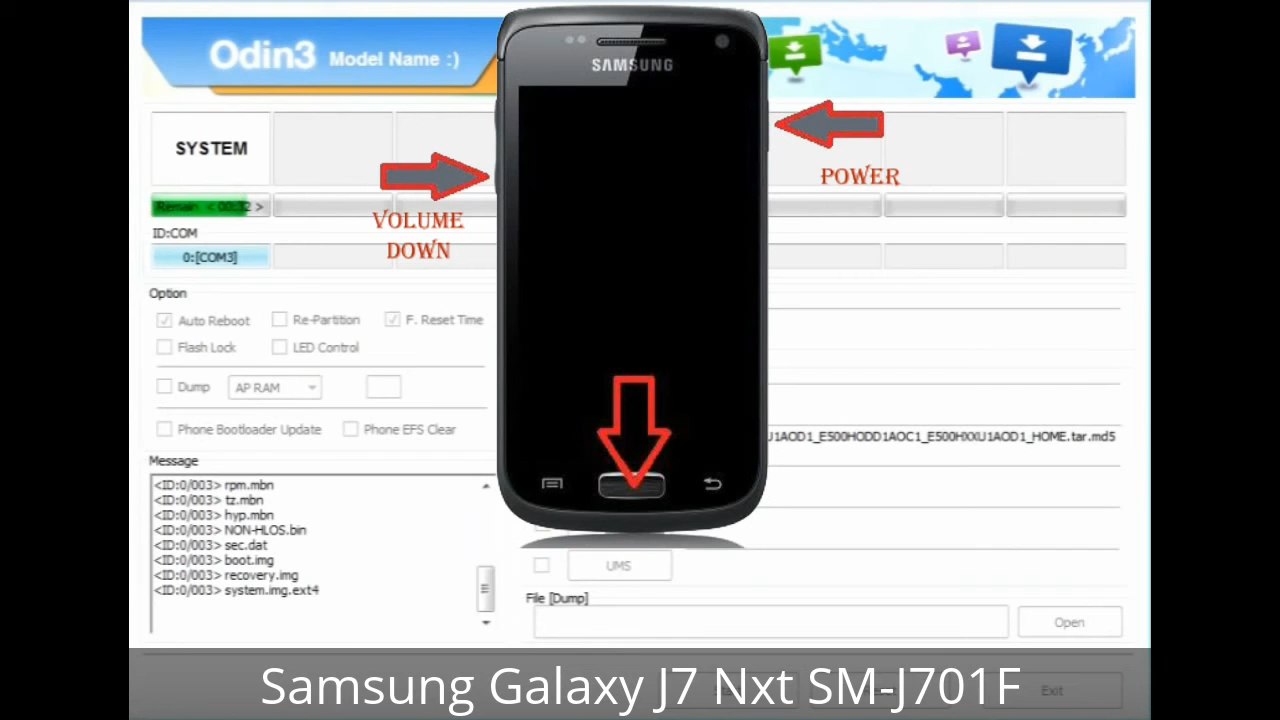 Odin3 Model Name :)
SAMSUNG
SYSTEM
POWER
Remain < 00:32 >
VOLUME
DOWN
ID:COM
0:[COM3]
Option
Auto Reboot
Re-Partition
F. Reset Time
Flash Lock
LED Control
Dump
AP RAM
Phone Bootloader Update
Phone EFS Clear
U1AOD1_E500HODD1AOC1_E500HXXU1AOD1_HOME.tar.md5
Message
<ID:0/003> rpm.mbn
<ID:0/003> tz.mbn
<ID:0/003> hyp.mbn
<ID:0/003> NON-HLOS.bin
<ID:0/003> sec.dat
<ID:0/003> boot.img
<ID:0/003> recovery.img
<ID:0/003> system.img.ext4
UMS
File [Dump]
Open
Samsung Galaxy J7 Nxt SM-J701F
Exit